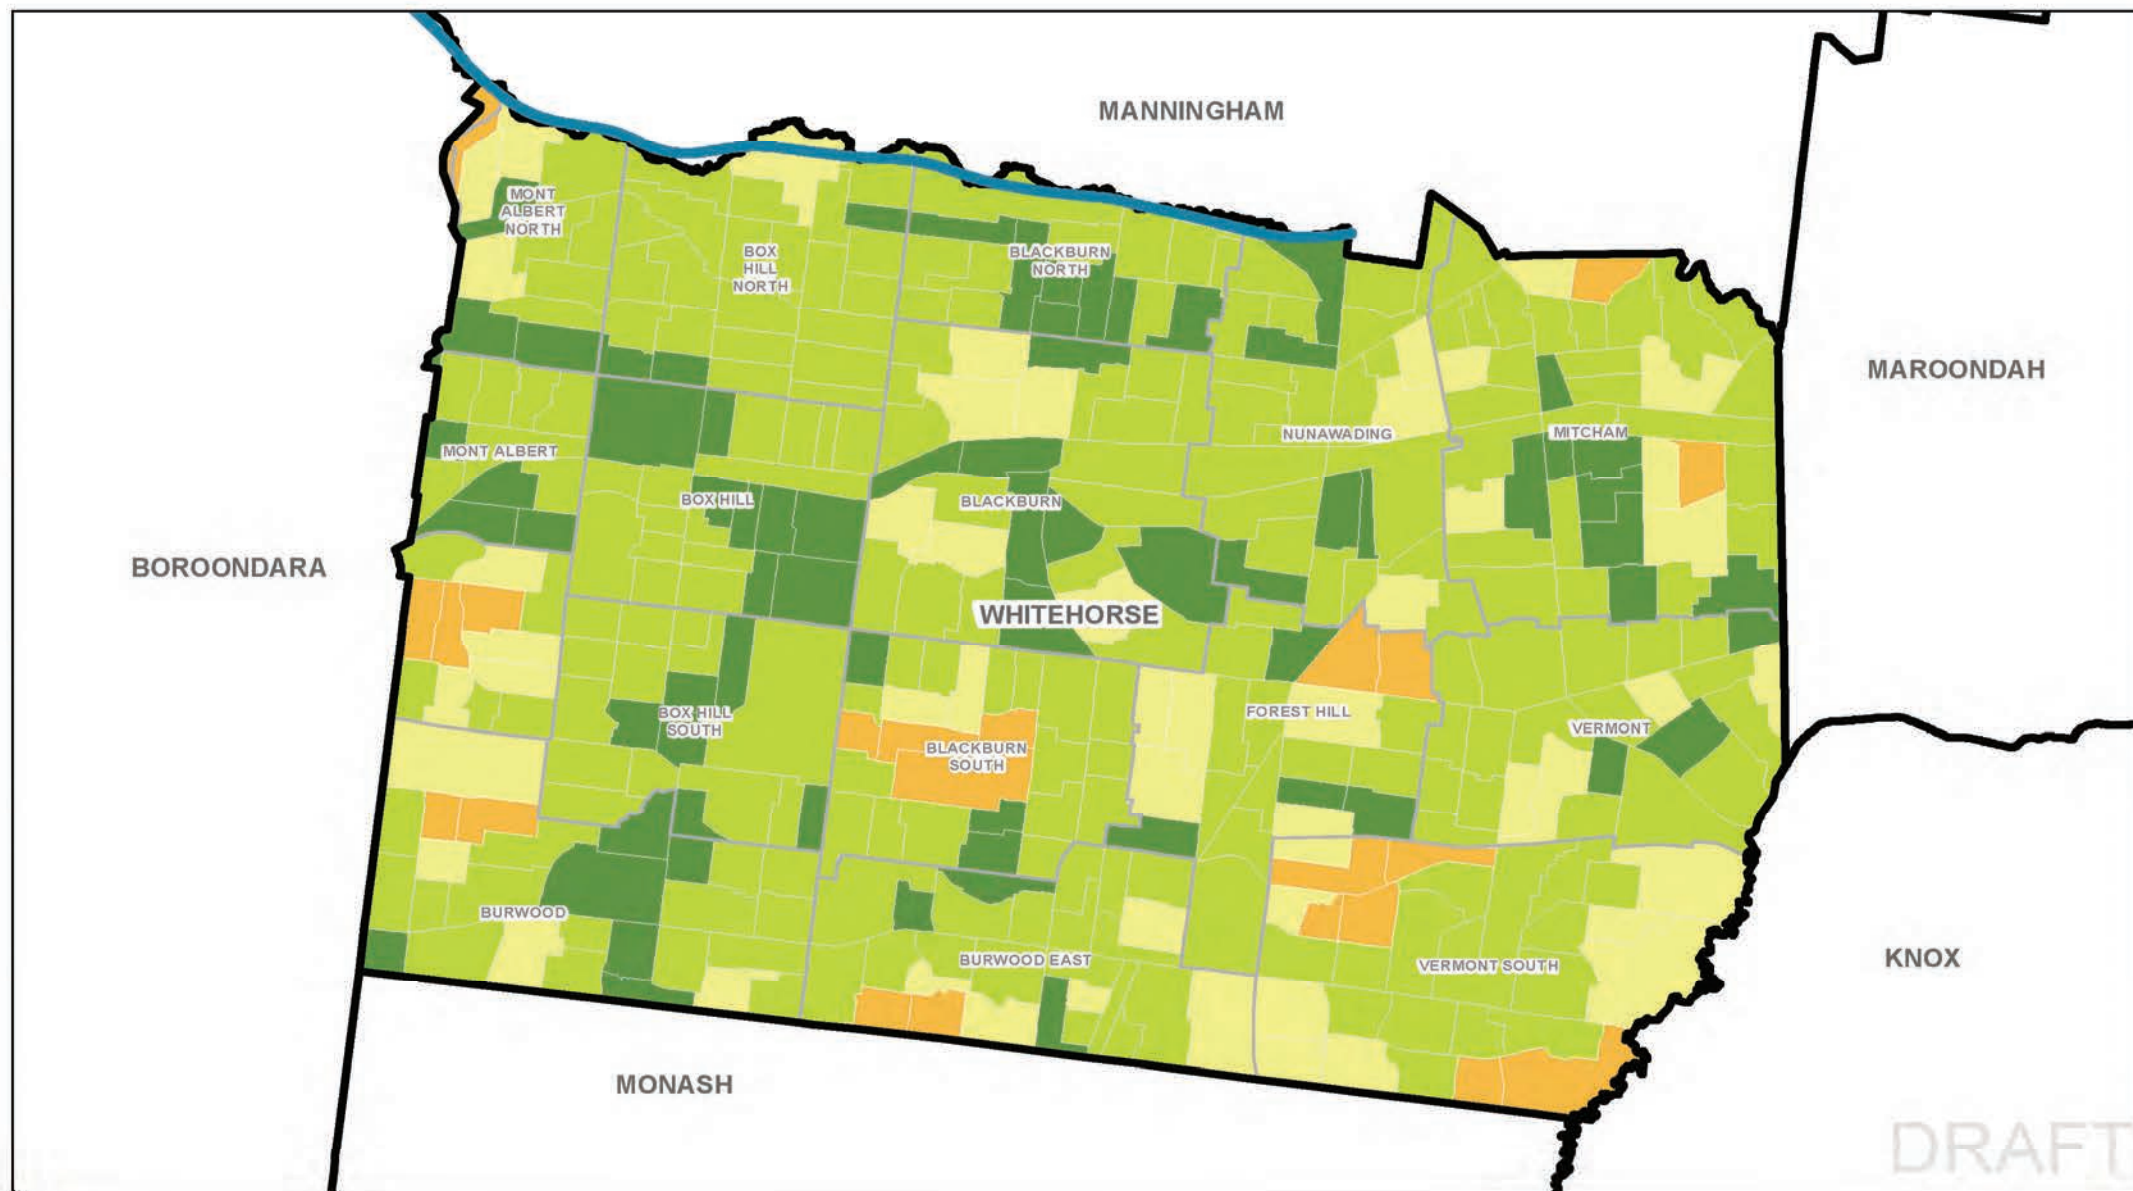 MANNINGHAM
MONT
ALBERT
NORTH
BOX
HILL
NORTH
BLACKBURN
NORTH
MAROONDAH
NUNAWADING
MITCHAM
MONT ALBERT
BOX HILL
BLACKBURN
BOROONDARA
WHITEHORSE
BOX HILL
SOUTH
FOREST HILL
VERMONT
BLACKBURN
SOUTH
BURWOOD
BURWOOD EAST
VERMONT SOUTH
KNOX
MONASH
DRAFT